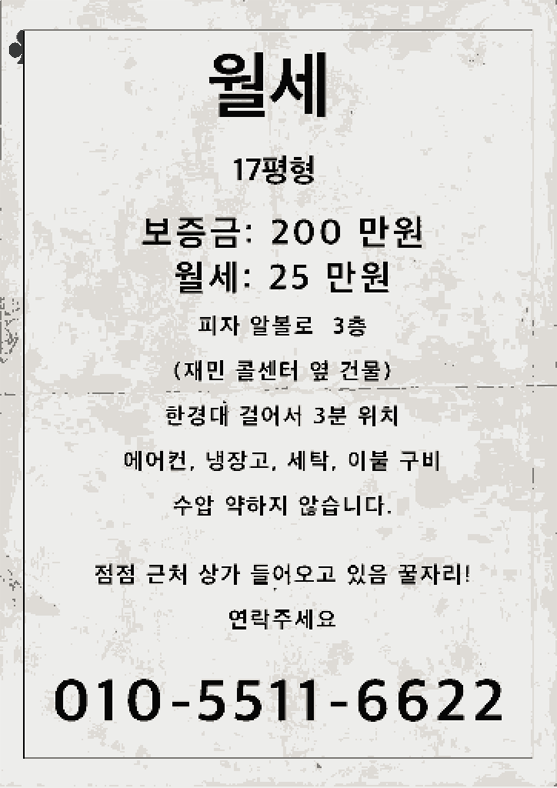 월세
17평형
보증금: 200 만원
월세: 25 만원
피자 알볼로 3층
(재민 콜센터 옆 건물)
한경대 걸어서 3분 위치
에어컨, 냉장고, 세탁, 이불 구비
수압 약하지 않습니다.
점점 근처 상가 들어오고 있음 꿀자리!
연락주세요
010-5511-6622